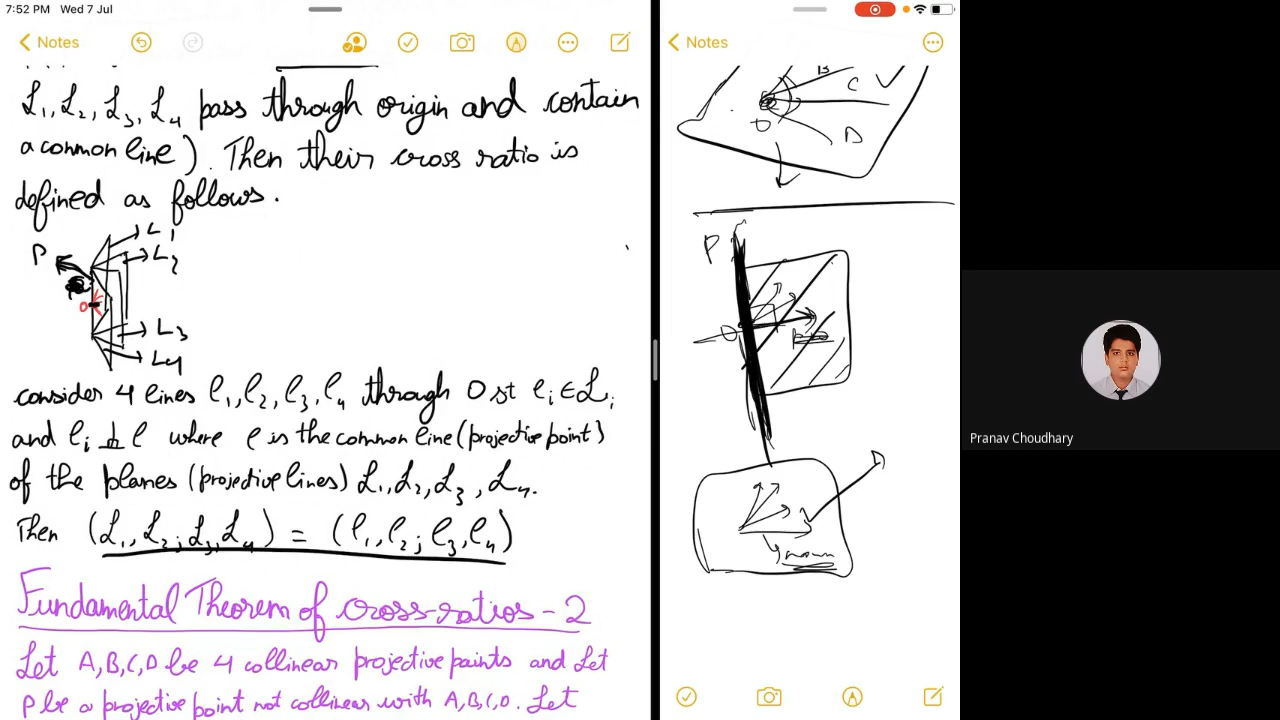 7:52 PM Wed 7 Jul
Notes
L1, L2, L3, L4 pass through origin and contain
a common line). Then their cross ratio is
defined as follows.
P
L1
L2
O
L3
L4
consider 4 lines l1, l2, l3, l4 through O st li ∈ Li
and li ⊥ l where l is the common line (projective point)
of the planes (projective lines) L1, L2, L3, L4.
Then (L1, L2; L3, L4) = (l1, l2; l3, l4)
Fundamental Theorem of cross-ratios - 2
Let A, B, C, D be 4 collinear projective points and Let
P be a projective point not collinear with A, B, C, D. Let
Notes
B
C
O
D
P
O
Pranav Choudhary